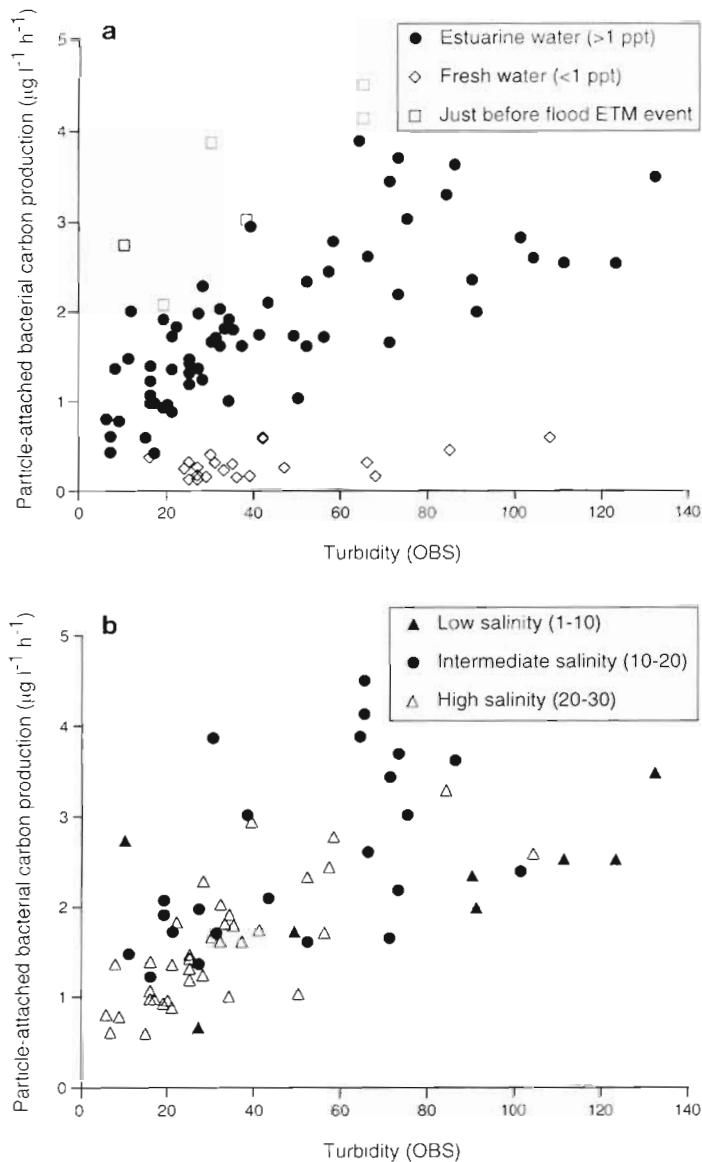 a
Estuarine water (>1 ppt)
Fresh water (<1 ppt)
Just before flood ETM event
Particle-attached bacterial carbon production (µg l⁻¹ h⁻¹)
5
4
3
2
1
0
0 20 40 60 80 100 120 140
Turbidity (OBS)
b
Low salinity (1-10)
Intermediate salinity (10-20)
High salinity (20-30)
Particle-attached bacterial carbon production (µg l⁻¹ h⁻¹)
5
4
3
2
1
0
0 20 40 60 80 100 120 140
Turbidity (OBS)